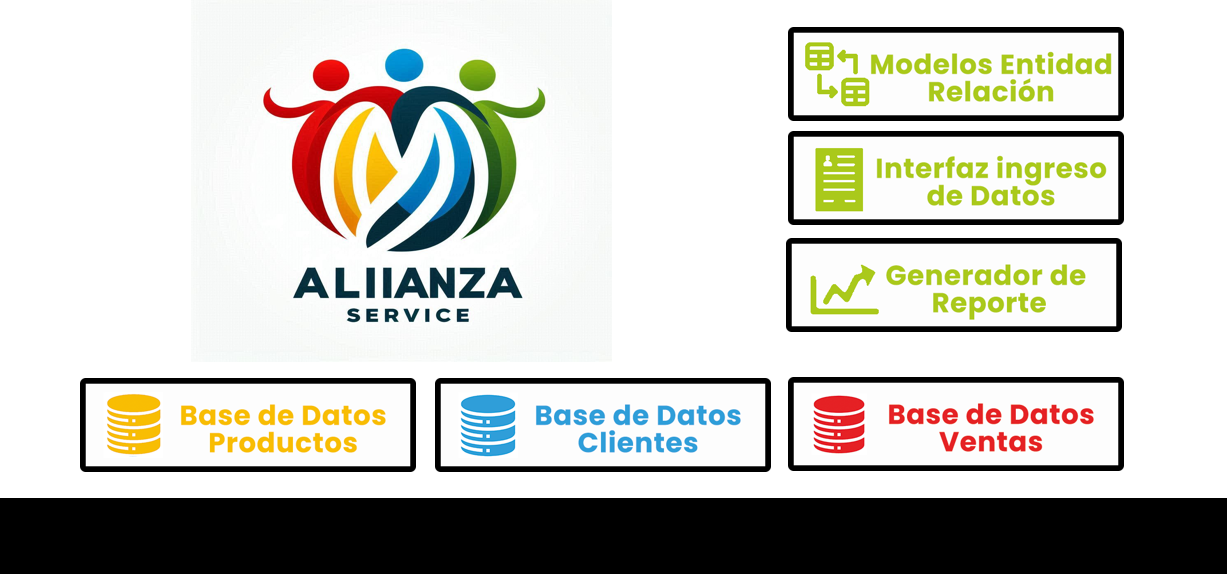 ALIIANZA
SERVICE
Modelos Entidad
Relación
Interfaz ingreso
de Datos
Generador de
Reporte
Base de Datos
Productos
Base de Datos
Clientes
Base de Datos
Ventas